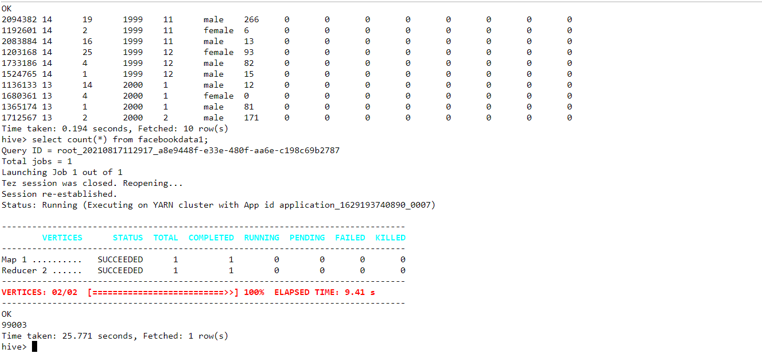 OK
2094382 14 19 1999 11 male 266 0 0 0 0 0 0 0 0
1192601 14 2 1999 11 female 6 0 0 0 0 0 0 0 0
2083884 14 16 1999 11 male 13 0 0 0 0 0 0 0 0
1203168 14 25 1999 12 female 93 0 0 0 0 0 0 0 0
1733186 14 4 1999 12 male 82 0 0 0 0 0 0 0 0
1524765 14 1 1999 12 male 15 0 0 0 0 0 0 0 0
1136133 13 14 2000 1 male 12 0 0 0 0 0 0 0 0
1680361 13 4 2000 1 female 0 0 0 0 0 0 0 0 0
1365174 13 1 2000 1 male 81 0 0 0 0 0 0 0 0
1712567 13 2 2000 2 male 171 0 0 0 0 0 0 0 0
Time taken: 0.194 seconds, Fetched: 10 row(s)
hive> select count(*) from facebookdata1;
Query ID = root_20210817112917_a8e9448f-e33e-480f-aa6e-c198c69b2787
Total jobs = 1
Launching Job 1 out of 1
Tez session was closed. Reopening...
Session re-established.
Status: Running (Executing on YARN cluster with App id application_1629193740890_0007)
--------------------------------------------------------------------------------
VERTICES STATUS TOTAL COMPLETED RUNNING PENDING FAILED KILLED
--------------------------------------------------------------------------------
Map 1 .......... SUCCEEDED 1 1 0 0 0 0
Reducer 2 ...... SUCCEEDED 1 1 0 0 0 0
--------------------------------------------------------------------------------
VERTICES: 02/02 [==========================>>] 100% ELAPSED TIME: 9.41 s
--------------------------------------------------------------------------------
OK
99003
Time taken: 25.771 seconds, Fetched: 1 row(s)
hive>